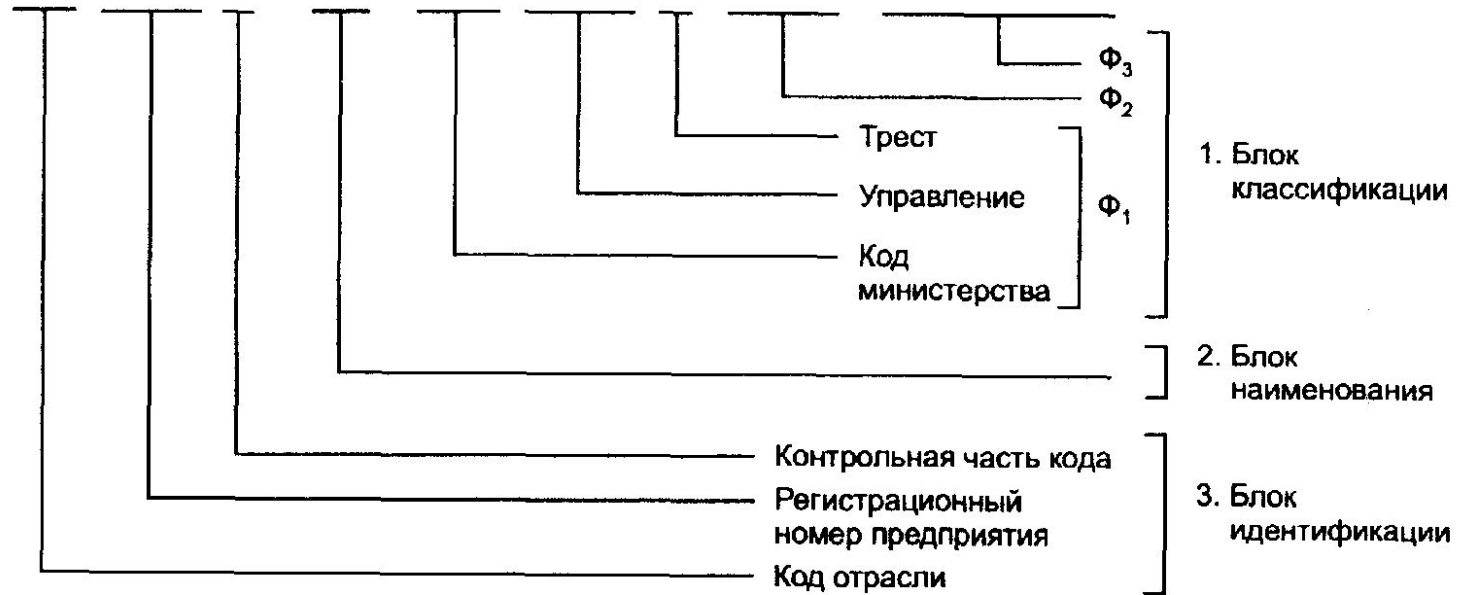 Ф₃
Ф₂
Трест
Управление
Ф₁
Код
министерства
1. Блок
классификации
2. Блок
наименования
Контрольная часть кода
Регистрационный
номер предприятия
Код отрасли
3. Блок
идентификации